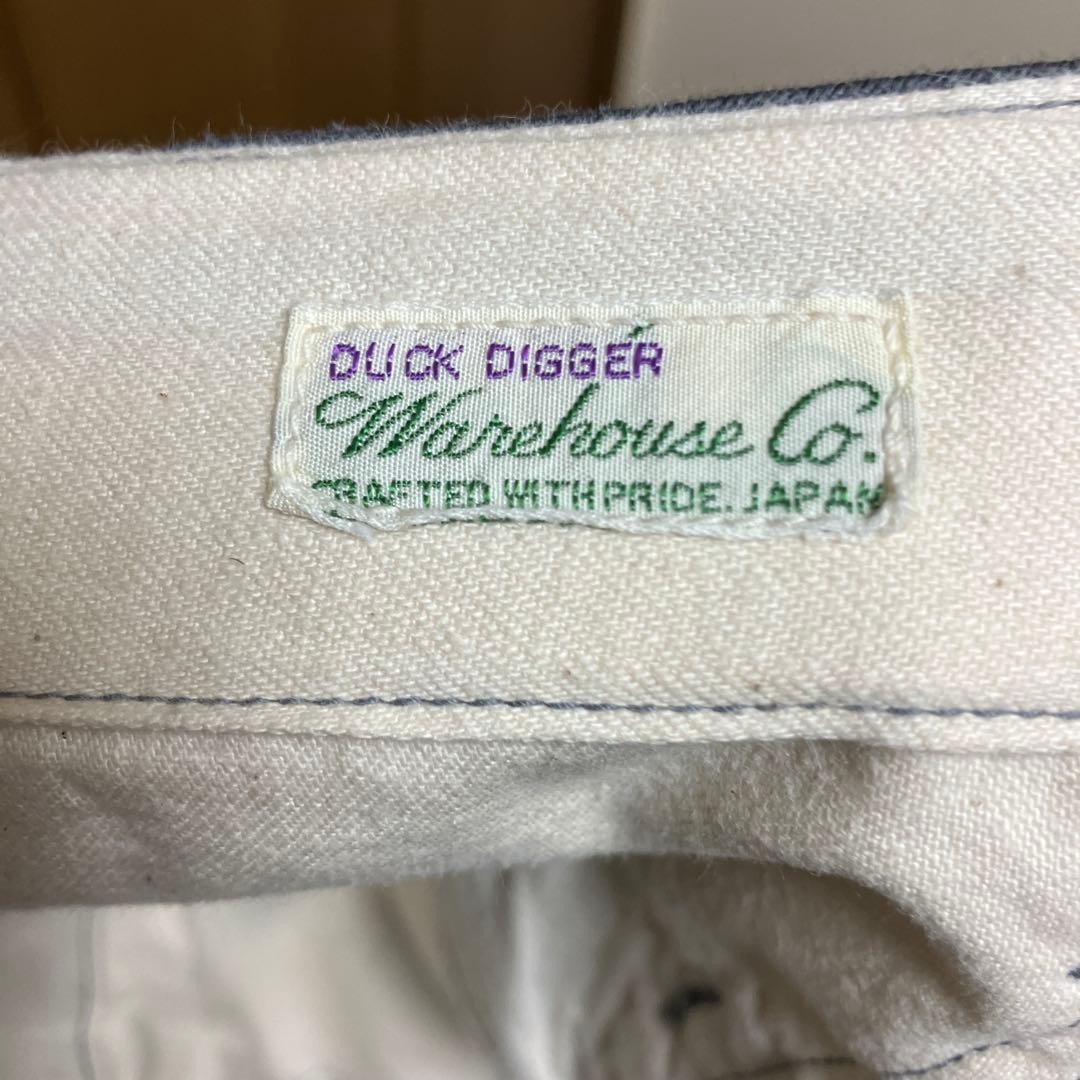 DUCK DIGGER
Warehouse Co.
CRAFTED WITH PRIDE. JAPAN